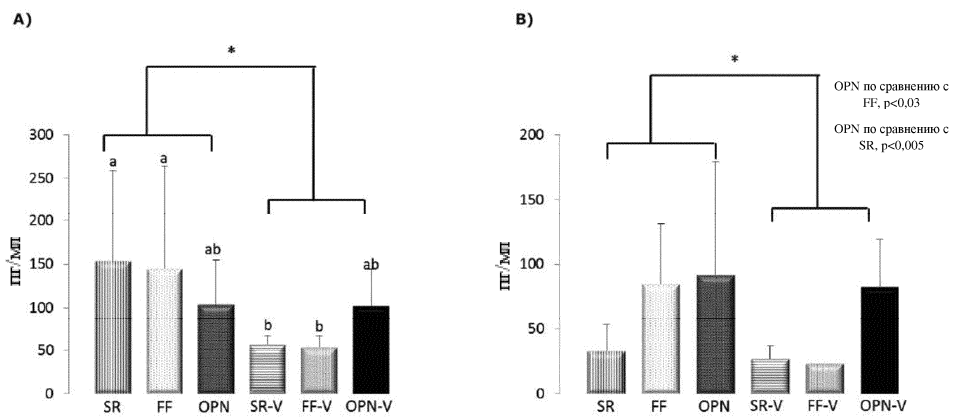 A)
*
ПГ/МЛ
300
250
200
150
100
50
0
a
a
ab
b
b
ab
SR
FF
OPN
SR-V
FF-V
OPN-V
B)
*
OPN по сравнению с
FF, p<0,03
OPN по сравнению с
SR, p<0,005
ПГ/МЛ
200
150
100
50
0
SR
FF
OPN
SR-V
FF-V
OPN-V